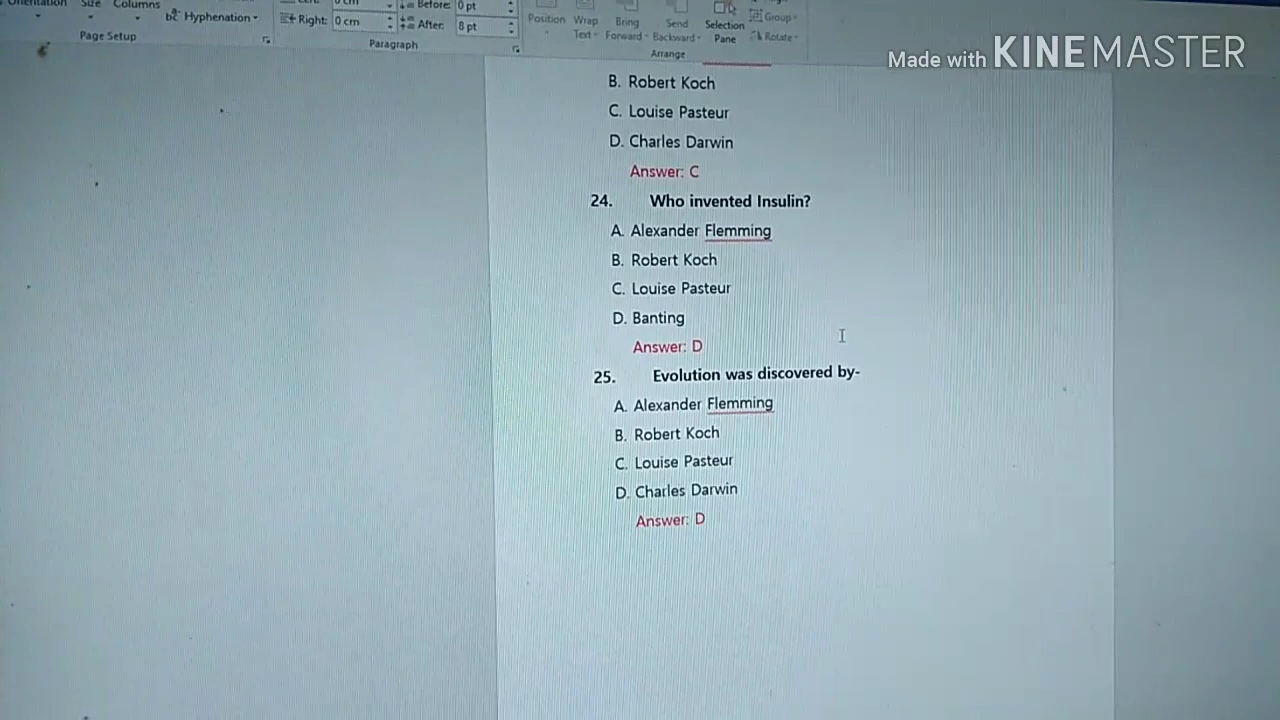 Size
Columns
Hyphenation
Page Setup
Right:
0 cm
Before:
0 pt
After:
8 pt
Paragraph
Position
Wrap Text
Bring Forward
Send Backward
Selection Pane
Group
Rotate
Arrange
Made with KINEMASTER
B. Robert Koch
C. Louise Pasteur
D. Charles Darwin
Answer: C
24. Who invented Insulin?
A. Alexander Flemming
B. Robert Koch
C. Louise Pasteur
D. Banting
Answer: D
25. Evolution was discovered by-
A. Alexander Flemming
B. Robert Koch
C. Louise Pasteur
D. Charles Darwin
Answer: D